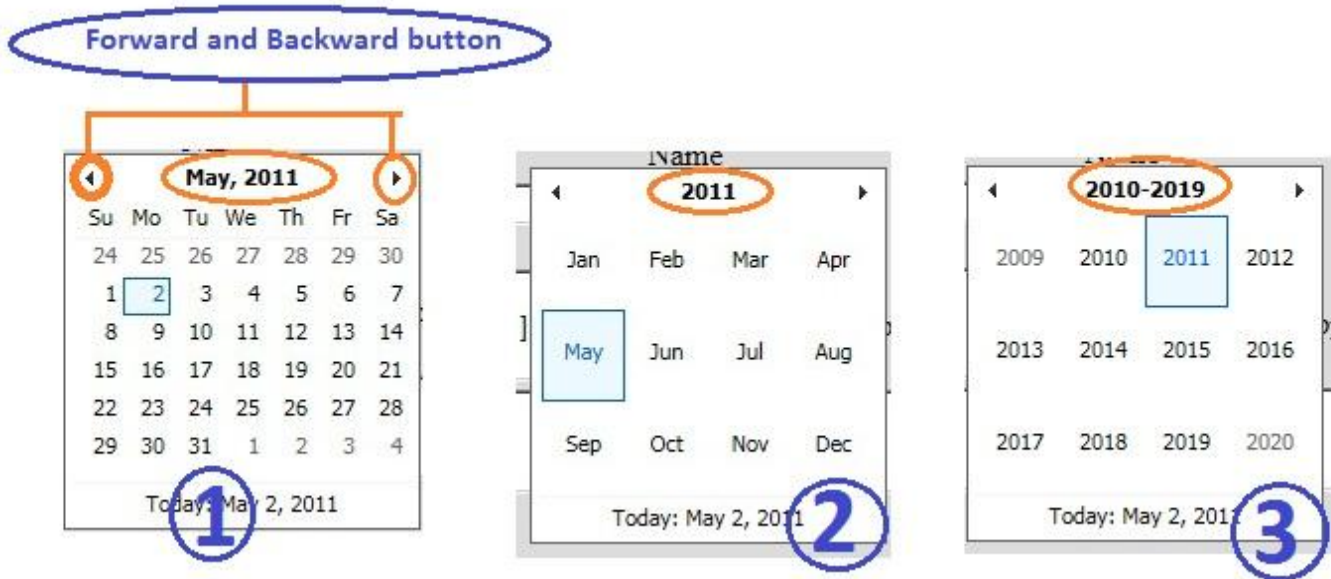 Forward and Backward button
May, 2011
Su Mo Tu We Th Fr Sa
24 25 26 27 28 29 30
1 2 3 4 5 6 7
8 9 10 11 12 13 14
15 16 17 18 19 20 21
22 23 24 25 26 27 28
29 30 31 1 2 3 4
Today: May 2, 2011
1
Name
2011
Jan Feb Mar Apr
May Jun Jul Aug
Sep Oct Nov Dec
Today: May 2, 2011
2
2010-2019
2009 2010 2011 2012
2013 2014 2015 2016
2017 2018 2019 2020
Today: May 2, 2011
3